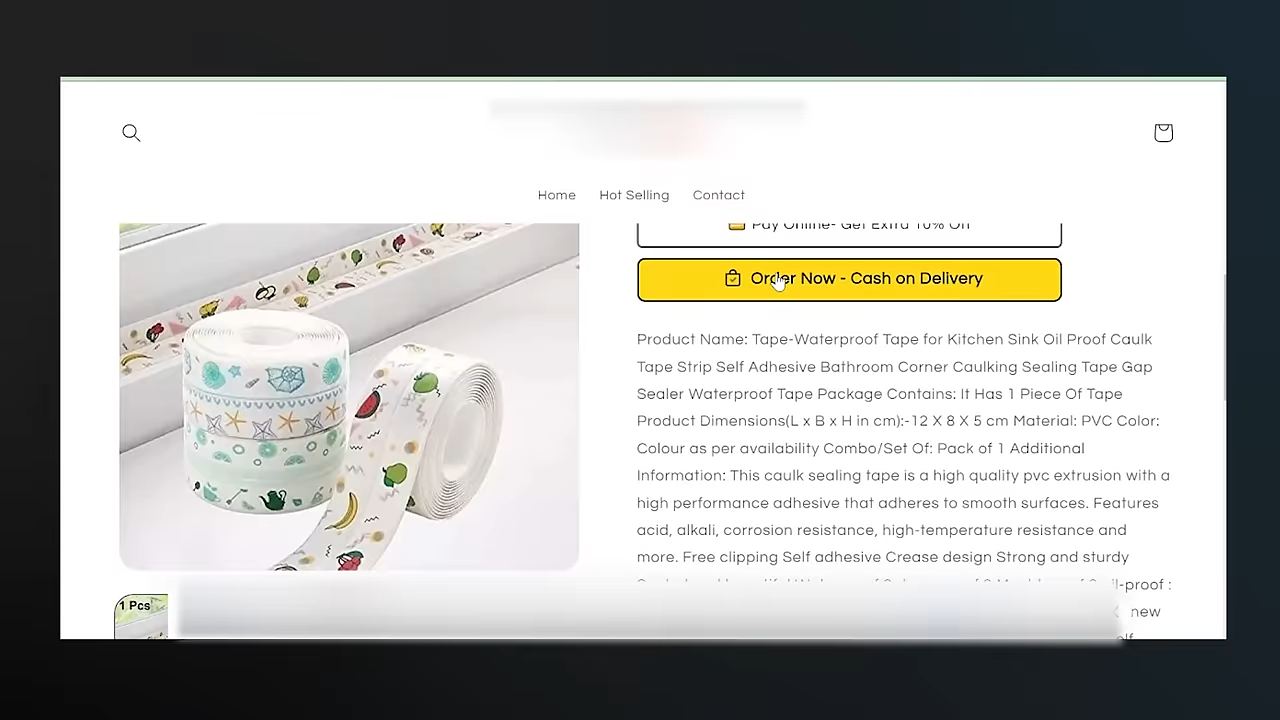 Home Hot Selling Contact
Pay Online- Get Extra 10% Off
Order Now - Cash on Delivery
Product Name: Tape-Waterproof Tape for Kitchen Sink Oil Proof Caulk
Tape Strip Self Adhesive Bathroom Corner Caulking Sealing Tape Gap
Sealer Waterproof Tape Package Contains: It Has 1 Piece Of Tape
Product Dimensions(L x B x H in cm):-12 X 8 X 5 cm Material: PVC Color:
Colour as per availability Combo/Set Of: Pack of 1 Additional
Information: This caulk sealing tape is a high quality pvc extrusion with a
high performance adhesive that adheres to smooth surfaces. Features
acid, alkali, corrosion resistance, high-temperature resistance and
more. Free clipping Self adhesive Crease design Strong and sturdy
1 Pcs
new